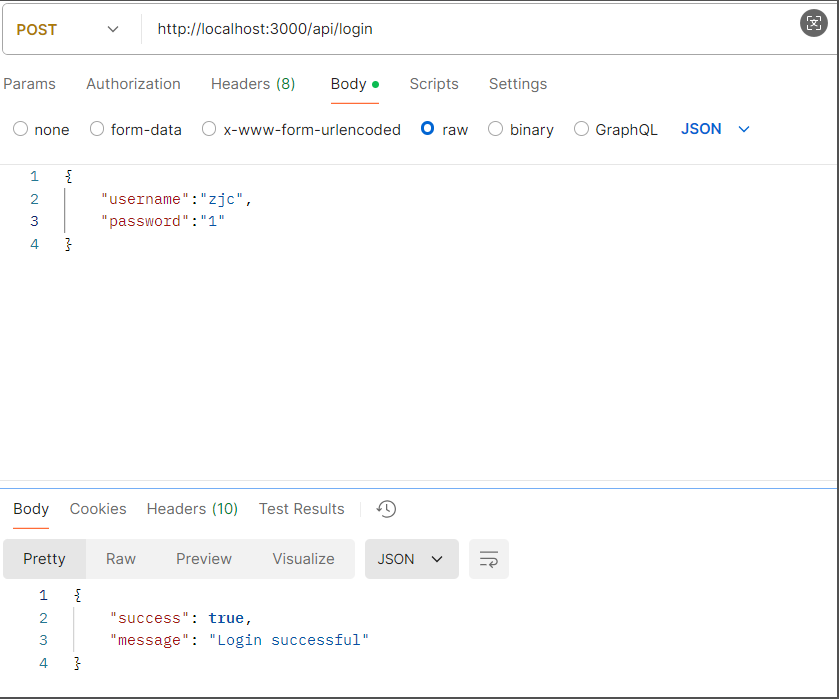 POST http://localhost:3000/api/login
Params Authorization Headers (8) Body Scripts Settings
none form-data x-www-form-urlencoded raw binary GraphQL JSON
1 {
2 "username":"zjc",
3 "password":"1"
4 }
Body Cookies Headers (10) Test Results
Pretty Raw Preview Visualize JSON
1 {
2 "success": true,
3 "message": "Login successful"
4 }